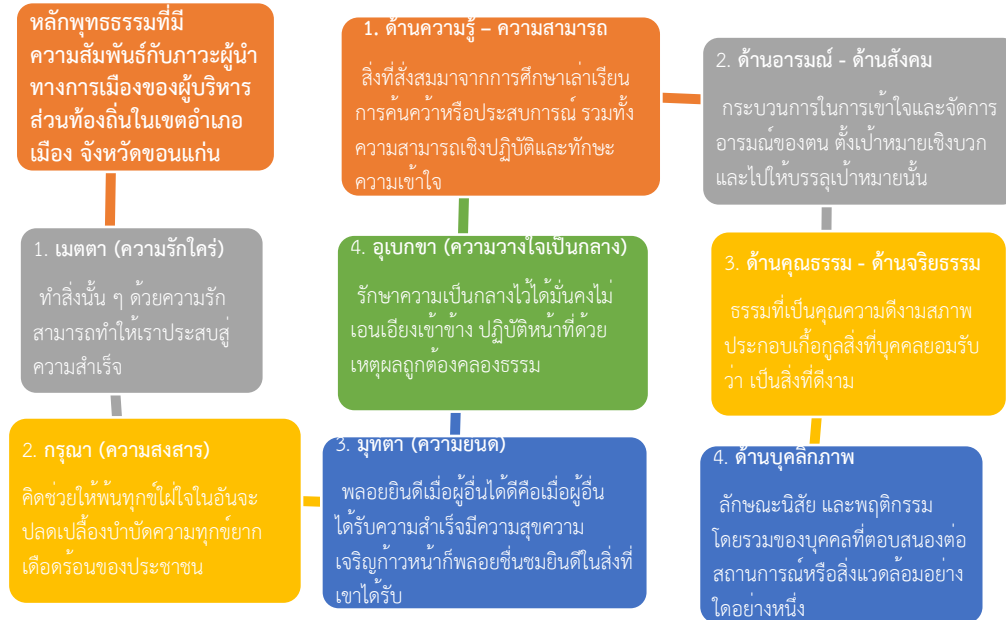 หลักพุทธธรรมที่มี
ความสัมพันธ์กับภาวะผู้นำ
ทางการเมืองของผู้บริหาร
ส่วนท้องถิ่นในเขตอำเภอ
เมือง จังหวัดขอนแก่น
1. เมตตา (ความรักใคร่)
ทำสิ่งนั้น ๆ ด้วยความรัก
สามารถทำให้เราประสบสู่
ความสำเร็จ
2. กรุณา (ความสงสาร)
คิดช่วยให้พ้นทุกข์ใฝ่ใจในอันจะ
ปลดเปลื้องบำบัดความทุกข์ยาก
เดือดร้อนของประชาชน
3. มุทิตา (ความยินดี)
พลอยยินดีเมื่อผู้อื่นได้ดีคือเมื่อผู้อื่น
ได้รับความสำเร็จมีความสุขความ
เจริญก้าวหน้าก็พลอยชื่นชมยินดีในสิ่งที่
เขาได้รับ
4. อุเบกขา (ความวางใจเป็นกลาง)
รักษาความเป็นกลางไว้ได้มั่นคงไม่
เอนเอียงเข้าข้าง ปฏิบัติหน้าที่ด้วย
เหตุผลถูกต้องคลองธรรม
1. ด้านความรู้ – ความสามารถ
สิ่งที่สั่งสมมาจากการศึกษาเล่าเรียน
การค้นคว้าหรือประสบการณ์ รวมทั้ง
ความสามารถเชิงปฏิบัติและทักษะ
ความเข้าใจ
2. ด้านอารมณ์ - ด้านสังคม
กระบวนการในการเข้าใจและจัดการ
อารมณ์ของตน ตั้งเป้าหมายเชิงบวก
และไปให้บรรลุเป้าหมายนั้น
3. ด้านคุณธรรม - ด้านจริยธรรม
ธรรมที่เป็นคุณความดีงามสภาพ
ประกอบเกื้อกูลสิ่งที่บุคคลยอมรับ
ว่า เป็นสิ่งที่ดีงาม
4. ด้านบุคลิกภาพ
ลักษณะนิสัย และพฤติกรรม
โดยรวมของบุคคลที่ตอบสนองต่อ
สถานการณ์หรือสิ่งแวดล้อมอย่าง
ใดอย่างหนึ่ง